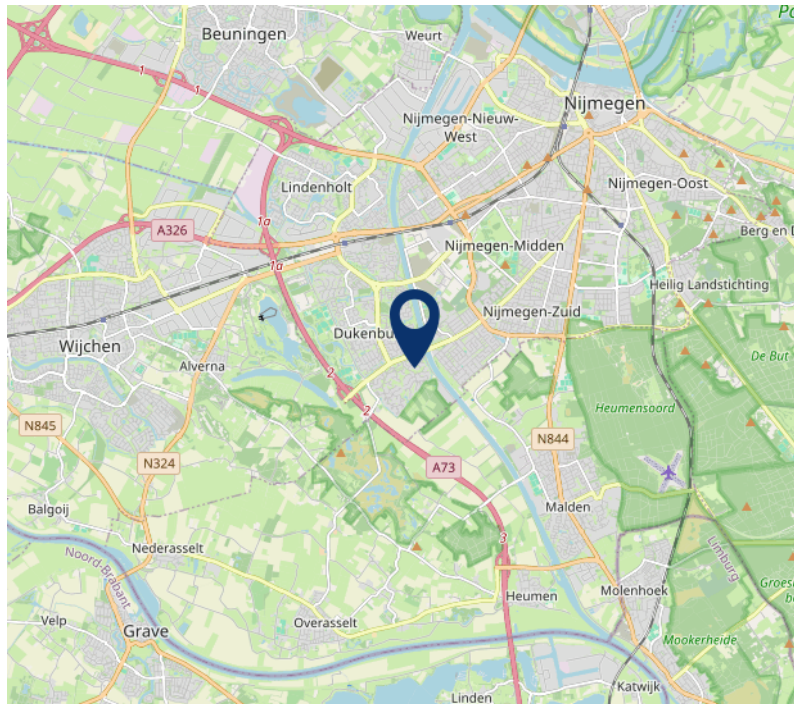 Beuningen
Weurt
1
1
Nijmegen
Nijmegen-Nieuw-
West
Lindenholt
Nijmegen-Oost
1a
A326
Berg en D
1a
Nijmegen-Midden
Heilig Landstichting
Nijmegen-Zuid
Dukenbu
Wijchen
De But
Alverna
2
2
Heumensoord
N845
N844
N324
A73
Balgoij
Malden
3
Nederasselt
Noord-Brabant
Limburg
Groes
Heumen
Molenhoek
Velp
Overasselt
Grave
Mookerheide
Katwijk
Linden